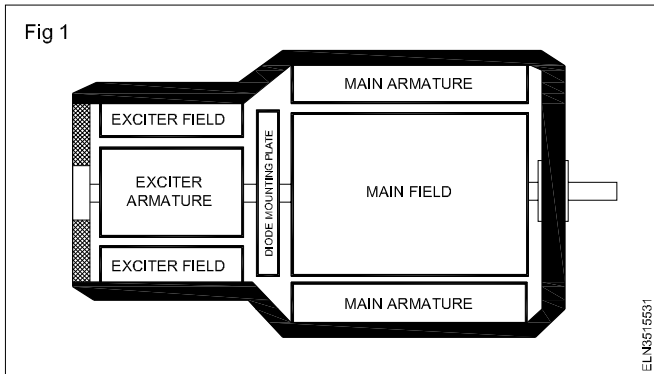 Fig 1
MAIN ARMATURE
EXCITER FIELD
DIODE MOUNTING PLATE
EXCITER
ARMATURE
MAIN FIELD
EXCITER FIELD
MAIN ARMATURE
ELN3515531